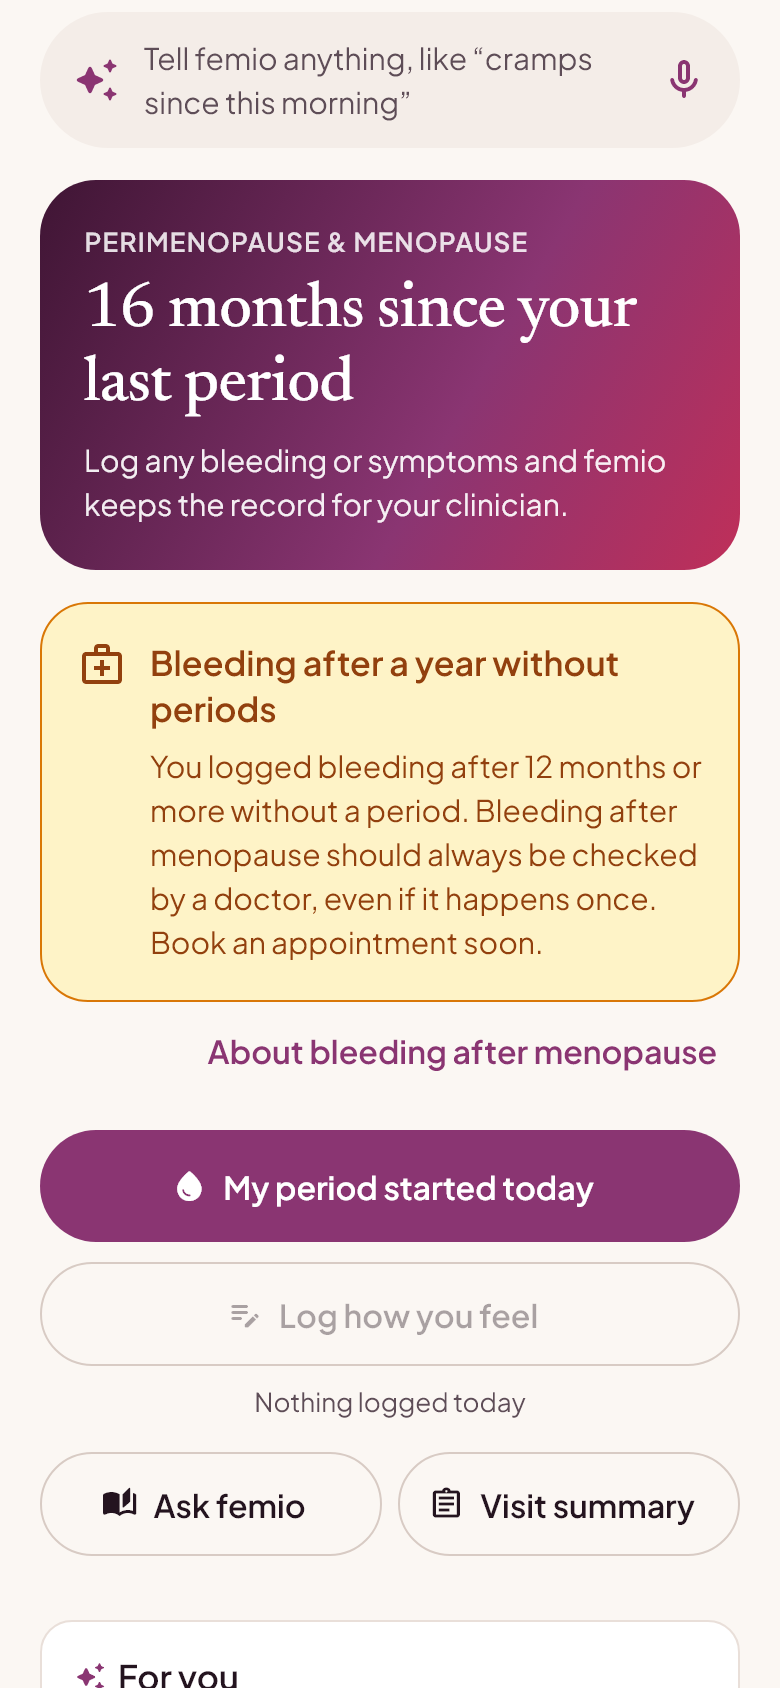 Tell femio anything, like “cramps
since this morning”
PERIMENOPAUSE & MENOPAUSE
16 months since your
last period
Log any bleeding or symptoms and femio
keeps the record for your clinician.
Bleeding after a year without
periods
You logged bleeding after 12 months or
more without a period. Bleeding after
menopause should always be checked
by a doctor, even if it happens once.
Book an appointment soon.
About bleeding after menopause
My period started today
Log how you feel
Nothing logged today
Ask femio
Visit summary
For you